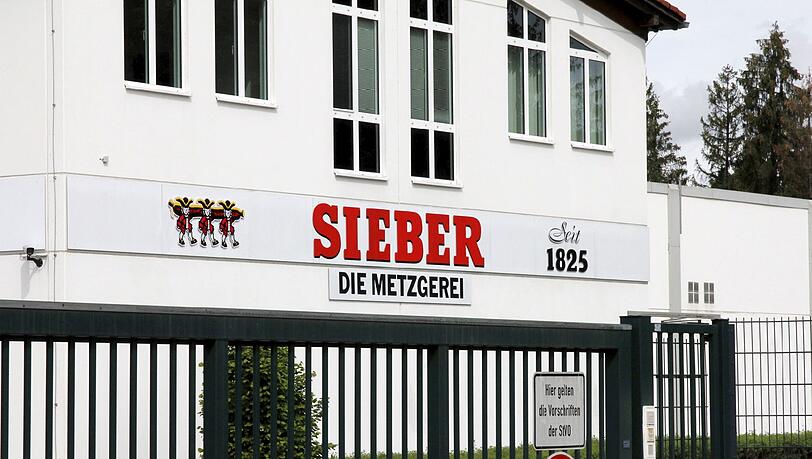 SIEBER
Seit
1825
DIE METZGEREI
Hier gelten
die Vorschriften
der StVO